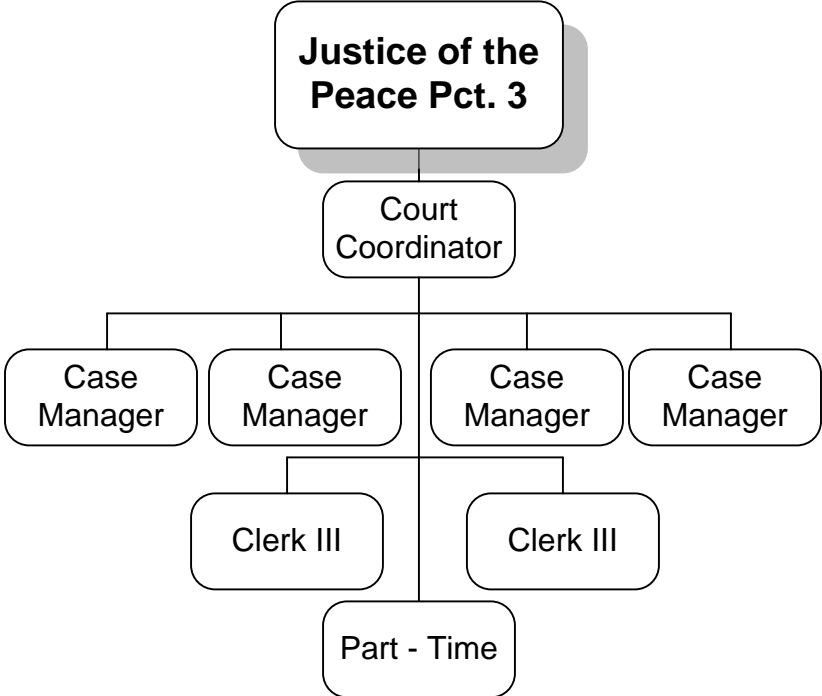 Justice of the
Peace Pct. 3
Court
Coordinator
Case
Manager
Case
Manager
Case
Manager
Case
Manager
Clerk III
Clerk III
Part - Time